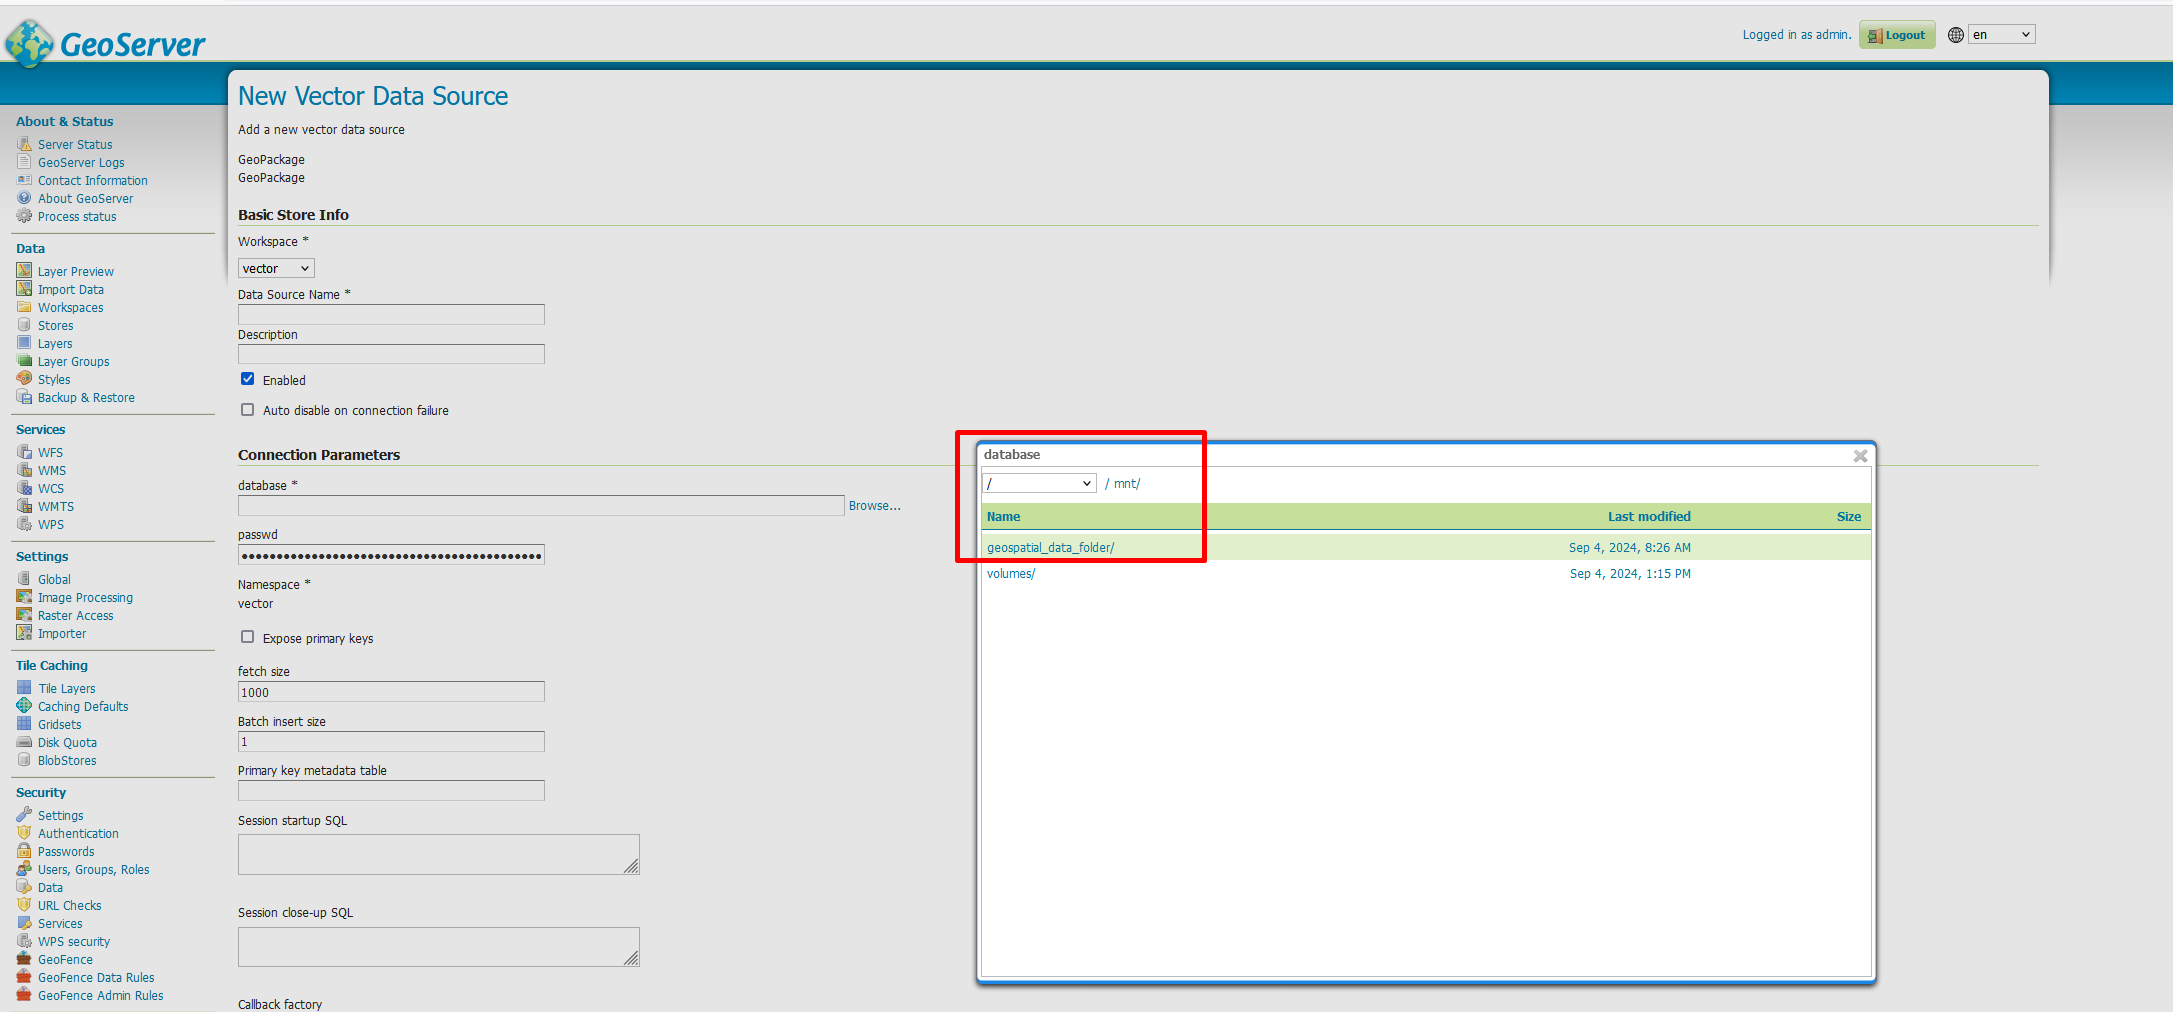 GeoServer
Logged in as admin. Logout en
New Vector Data Source
Add a new vector data source
GeoPackage
GeoPackage
About & Status
Server Status
GeoServer Logs
Contact Information
About GeoServer
Process status
Data
Layer Preview
Import Data
Workspaces
Stores
Layers
Layer Groups
Styles
Backup & Restore
Services
WFS
WMS
WCS
WMTS
WPS
Settings
Global
Image Processing
Raster Access
Importer
Tile Caching
Tile Layers
Caching Defaults
Gridsets
Disk Quota
BlobStores
Security
Settings
Authentication
Passwords
Users, Groups, Roles
Data
URL Checks
Services
WPS security
GeoFence
GeoFence Data Rules
GeoFence Admin Rules
Basic Store Info
Workspace *
vector
Data Source Name *
Description
Enabled
Auto disable on connection failure
Connection Parameters
database *
Browse...
passwd
••••••••••••••••••••••••••••••••••••••••••••
Namespace *
vector
Expose primary keys
fetch size
1000
Batch insert size
1
Primary key metadata table
Session startup SQL
Session close-up SQL
Callback factory
database
/ / mnt/
Name Last modified Size
geospatial_data_folder/ Sep 4, 2024, 8:26 AM
volumes/ Sep 4, 2024, 1:15 PM